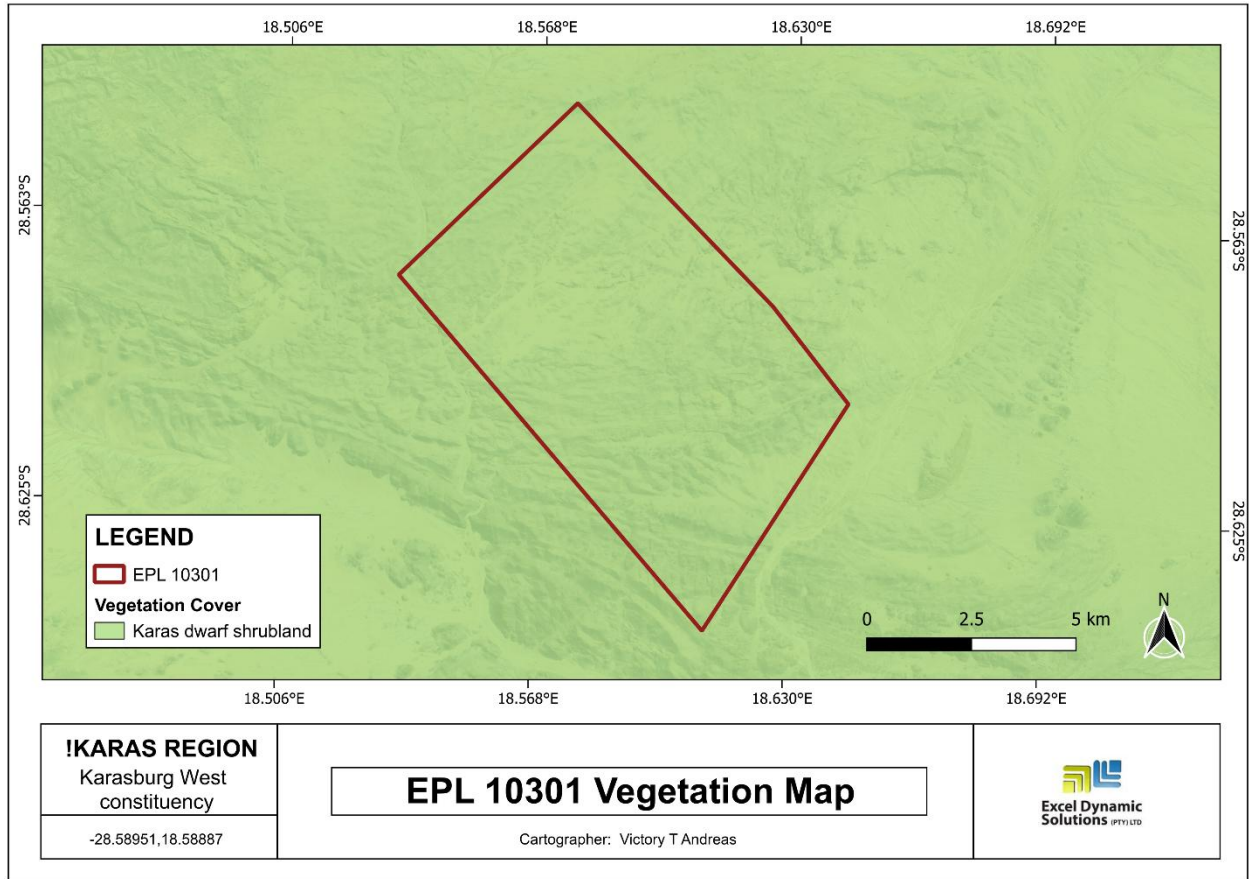 18.506°E 18.568°E 18.630°E 18.692°E
28.563°S
28.563°S
28.625°S
28.625°S
LEGEND
EPL 10301
Vegetation Cover
Karas dwarf shrubland
0 2.5 5 km
N
18.506°E 18.568°E 18.630°E 18.692°E
!KARAS REGION
Karasburg West
constituency
-28.58951,18.58887
EPL 10301 Vegetation Map
Cartographer: Victory T Andreas
Excel Dynamic
Solutions (PTY) LTD